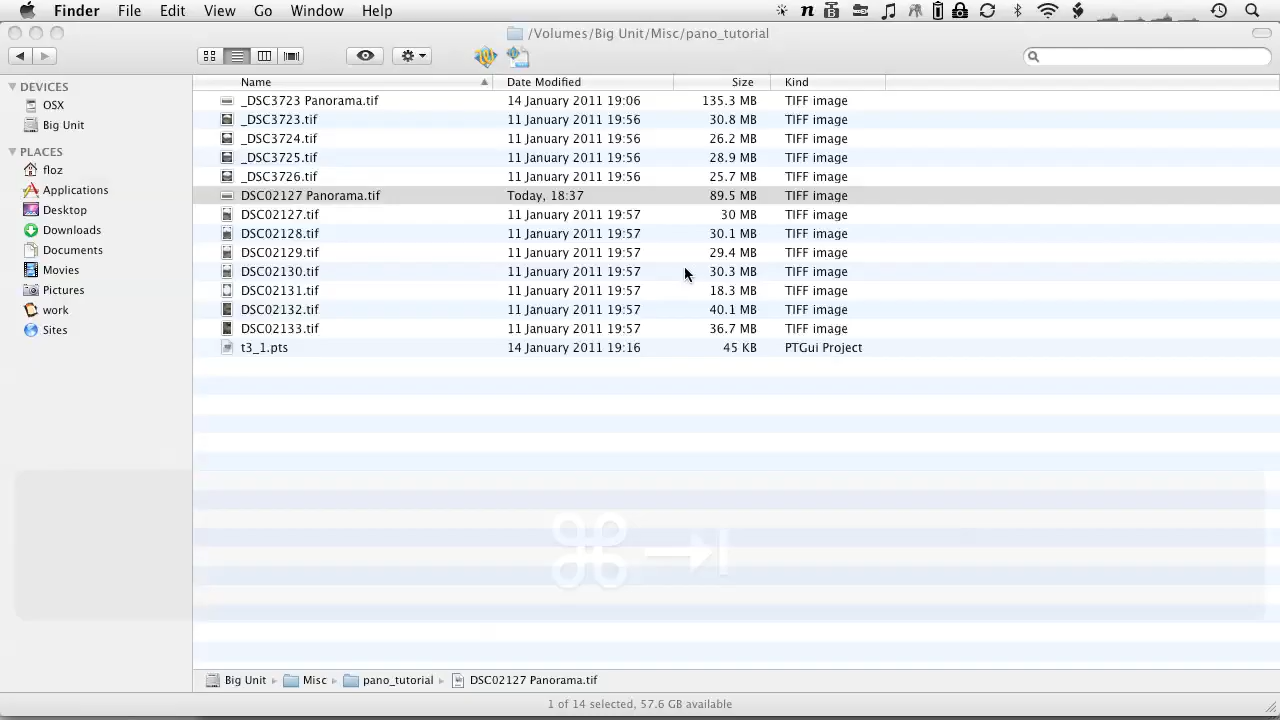 Finder File Edit View Go Window Help
/Volumes/Big Unit/Misc/pano_tutorial
Name Date Modified Size Kind
DEVICES
OSX
Big Unit
PLACES
floz
Applications
Desktop
Downloads
Documents
Movies
Pictures
work
Sites
_DSC3723 Panorama.tif 14 January 2011 19:06 135.3 MB TIFF image
_DSC3723.tif 11 January 2011 19:56 30.8 MB TIFF image
_DSC3724.tif 11 January 2011 19:56 26.2 MB TIFF image
_DSC3725.tif 11 January 2011 19:56 28.9 MB TIFF image
_DSC3726.tif 11 January 2011 19:56 25.7 MB TIFF image
DSC02127 Panorama.tif Today, 18:37 89.5 MB TIFF image
DSC02127.tif 11 January 2011 19:57 30 MB TIFF image
DSC02128.tif 11 January 2011 19:57 30.1 MB TIFF image
DSC02129.tif 11 January 2011 19:57 29.4 MB TIFF image
DSC02130.tif 11 January 2011 19:57 30.3 MB TIFF image
DSC02131.tif 11 January 2011 19:57 18.3 MB TIFF image
DSC02132.tif 11 January 2011 19:57 40.1 MB TIFF image
DSC02133.tif 11 January 2011 19:57 36.7 MB TIFF image
t3_1.pts 14 January 2011 19:16 45 KB PTGui Project
⌘ ⇥
Big Unit ▸ Misc ▸ pano_tutorial ▸ DSC02127 Panorama.tif
1 of 14 selected, 57.6 GB available